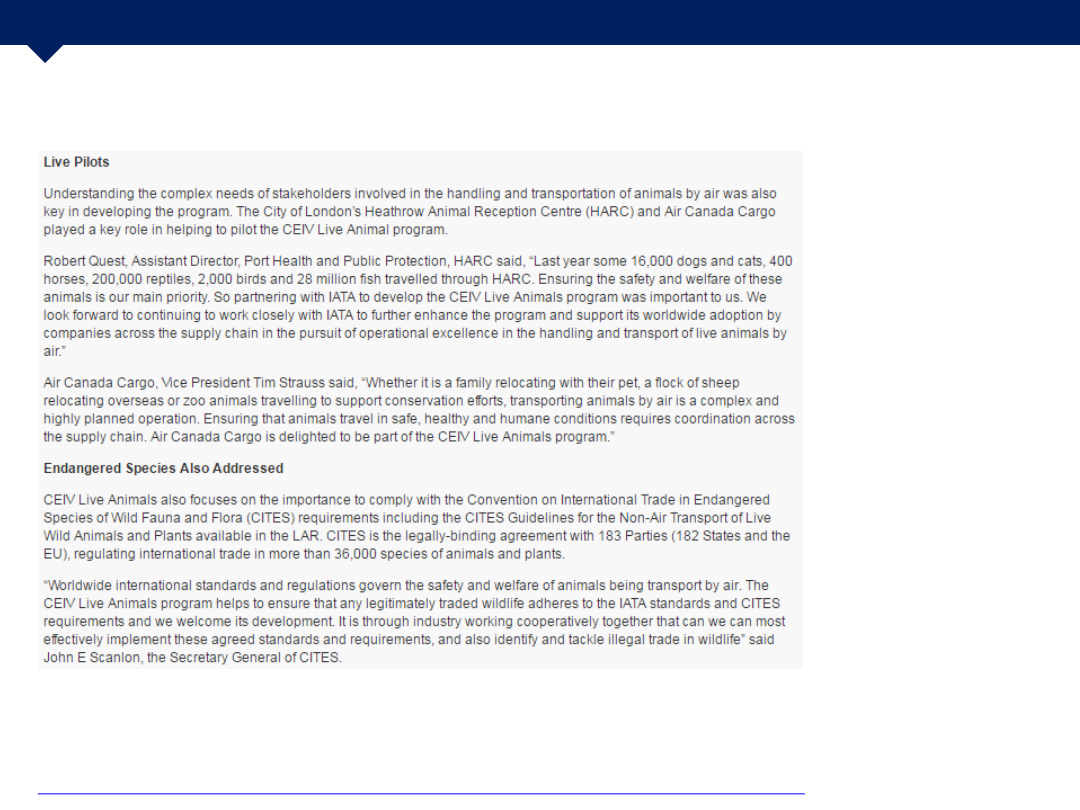 Live Pilots
Understanding the complex needs of stakeholders involved in the handling and transportation of animals by air was also
key in developing the program. The City of London's Heathrow Animal Reception Centre (HARC) and Air Canada Cargo
played a key role in helping to pilot the CEIV Live Animal program.
Robert Quest, Assistant Director, Port Health and Public Protection, HARC said, “Last year some 16,000 dogs and cats, 400
horses, 200,000 reptiles, 2,000 birds and 28 million fish travelled through HARC. Ensuring the safety and welfare of these
animals is our main priority. So partnering with IATA to develop the CEIV Live Animals program was important to us. We
look forward to continuing to work closely with IATA to further enhance the program and support its worldwide adoption by
companies across the supply chain in the pursuit of operational excellence in the handling and transport of live animals by
air.”
Air Canada Cargo, Vice President Tim Strauss said, “Whether it is a family relocating with their pet, a flock of sheep
relocating overseas or zoo animals travelling to support conservation efforts, transporting animals by air is a complex and
highly planned operation. Ensuring that animals travel in safe, healthy and humane conditions requires coordination across
the supply chain. Air Canada Cargo is delighted to be part of the CEIV Live Animals program.”
Endangered Species Also Addressed
CEIV Live Animals also focuses on the importance to comply with the Convention on International Trade in Endangered
Species of Wild Fauna and Flora (CITES) requirements including the CITES Guidelines for the Non-Air Transport of Live
Wild Animals and Plants available in the LAR. CITES is the legally-binding agreement with 183 Parties (182 States and the
EU), regulating international trade in more than 36,000 species of animals and plants.
“Worldwide international standards and regulations govern the safety and welfare of animals being transport by air. The
CEIV Live Animals program helps to ensure that any legitimately traded wildlife adheres to the IATA standards and CITES
requirements and we welcome its development. It is through industry working cooperatively together that can we can most
effectively implement these agreed standards and requirements, and also identify and tackle illegal trade in wildlife” said
John E Scanlon, the Secretary General of CITES.